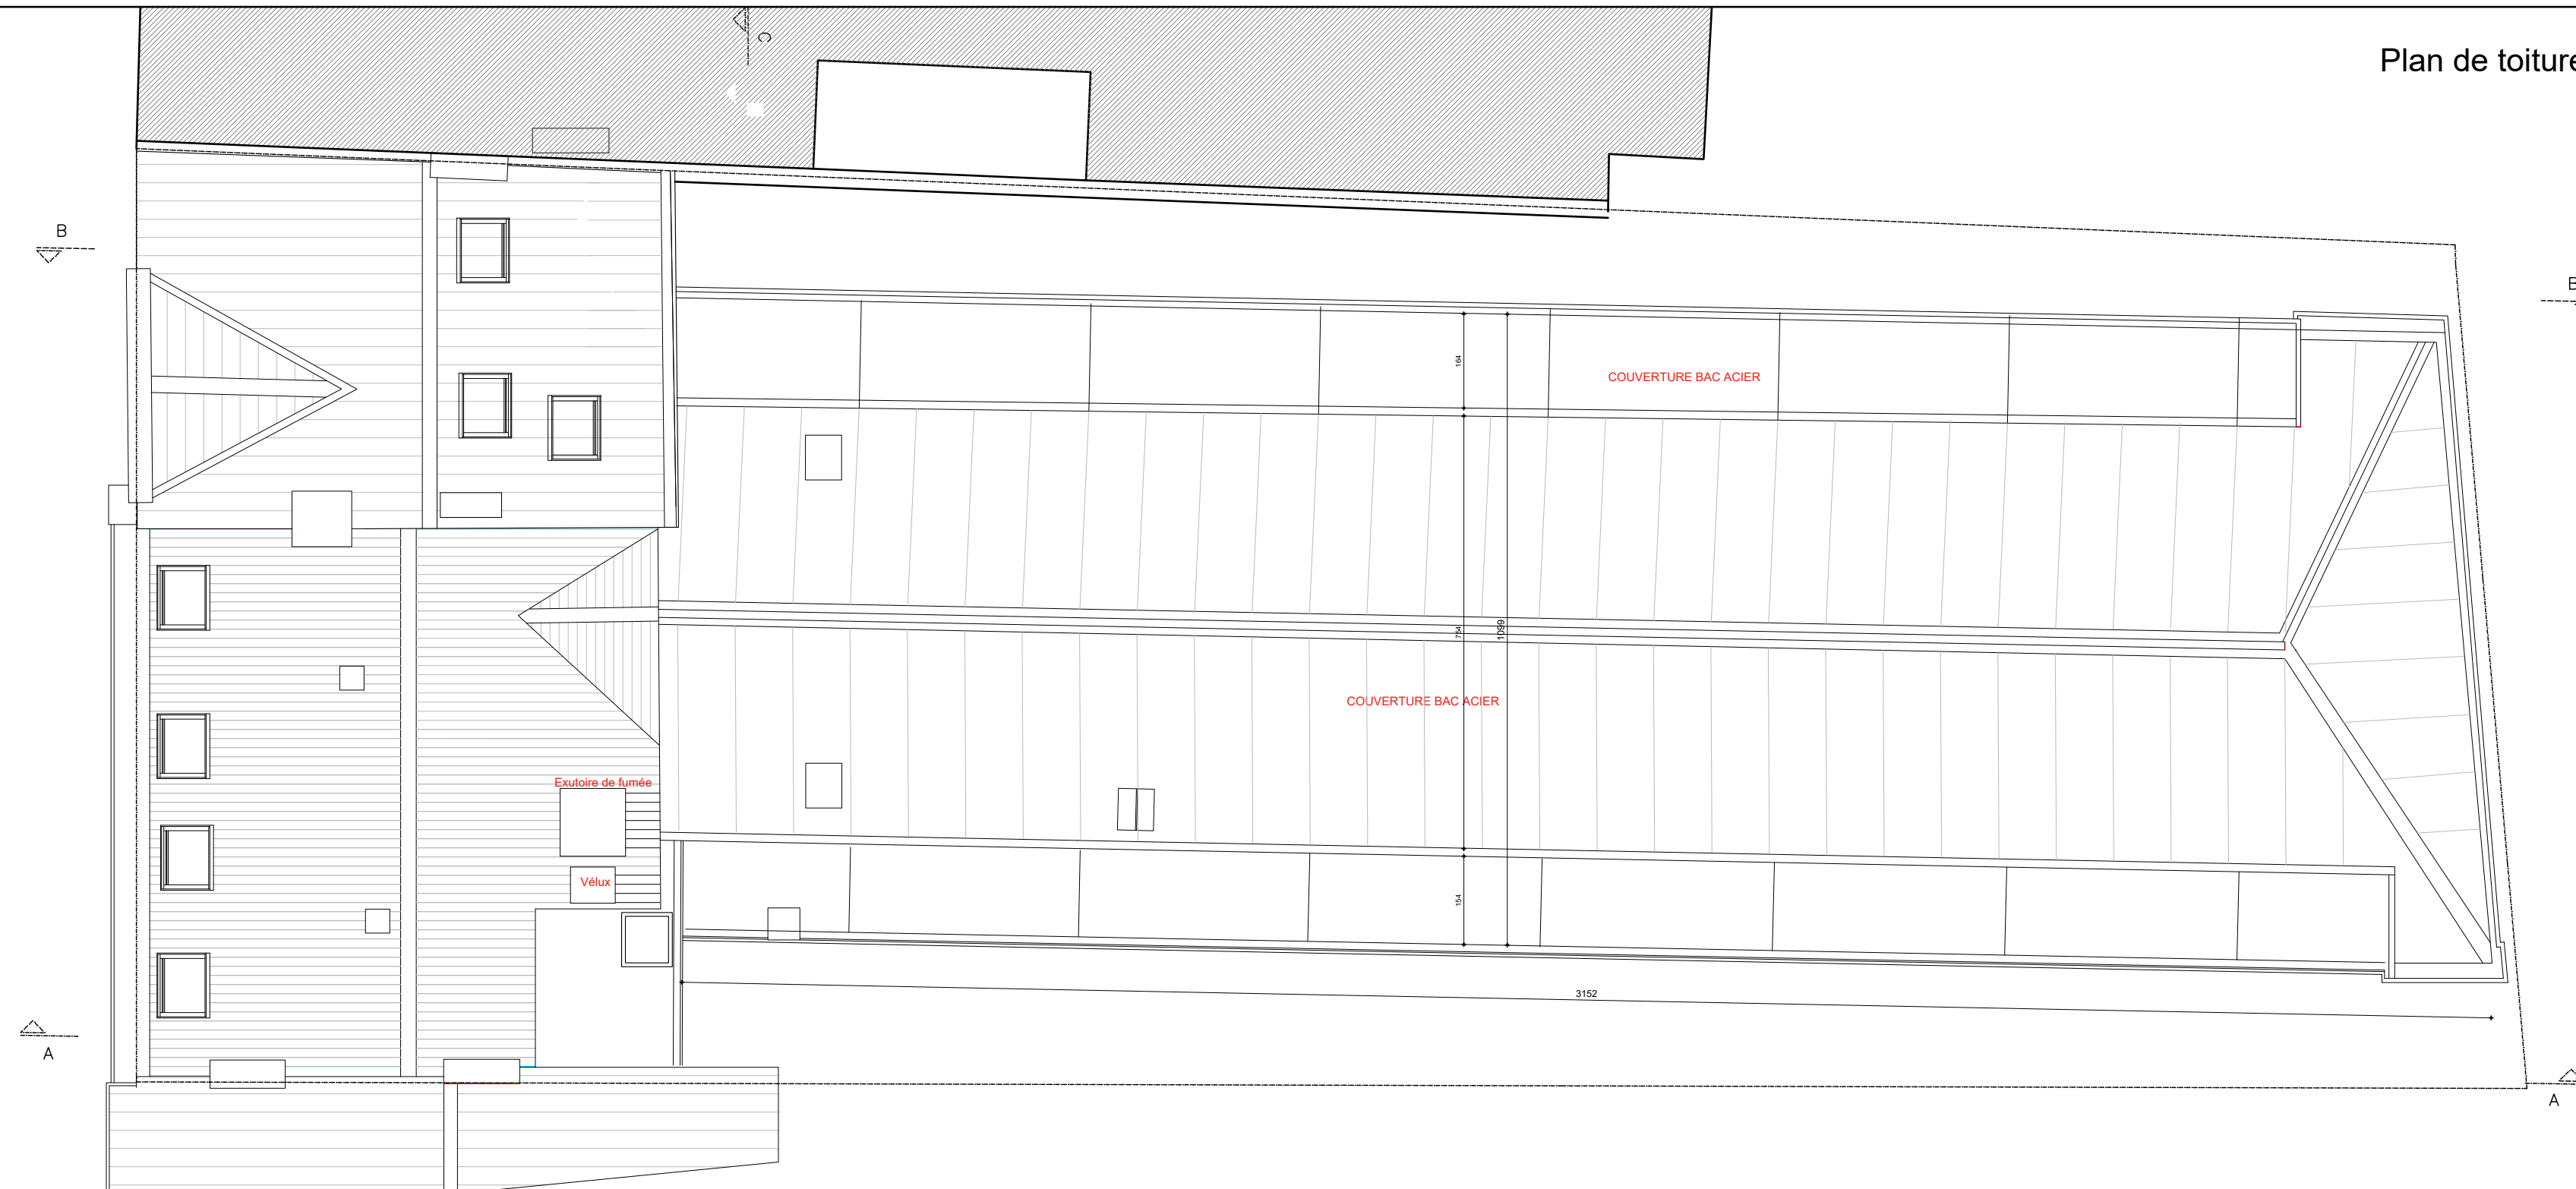 C
Plan de toiture
B
B
164
COUVERTURE BAC ACIER
754
1099
COUVERTURE BAC ACIER
Exutoire de fumée
Vélux
154
3152
A
A